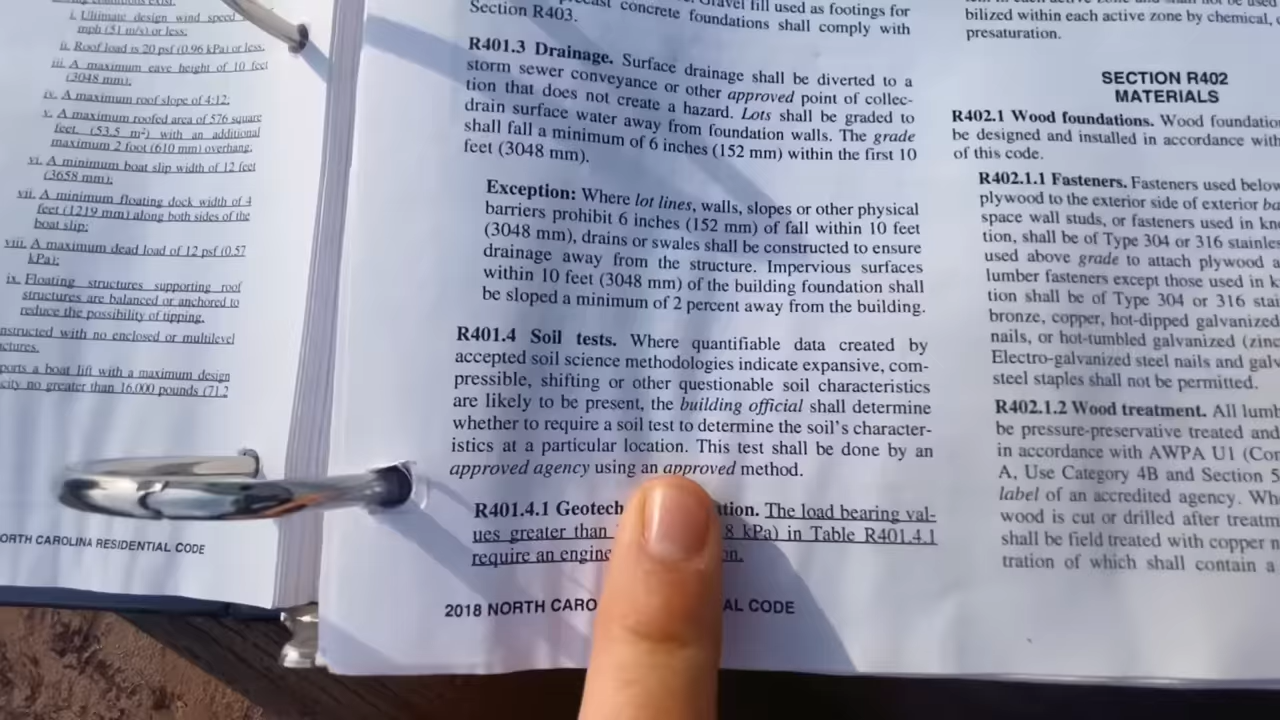 i. Ultimate design wind speed
mph (51 m/s) or less;
ii. Roof load is 20 psf (0.96 kPa) or less,
iii. A maximum eave height of 10 feet
(3048 mm);
iv. A maximum roof slope of 4:12;
v. A maximum roofed area of 576 square
feet, (53.5 m²) with an additional
maximum 2 foot (610 mm) overhang,
vi. A minimum boat slip width of 12 feet
(3658 mm);
vii. A minimum floating dock width of 4
feet (1219 mm) along both sides of the
boat slip;
viii. A maximum dead load of 12 psf (0.57
kPa);
ix. Floating structures supporting roof
structures are balanced or anchored to
reduce the possibility of tipping,
nstructed with no enclosed or multilevel
ctures.
ports a boat lift with a maximum design
city no greater than 16,000 pounds (71.2
ORTH CAROLINA RESIDENTIAL CODE
fill used as footings for
concrete foundations shall comply with
Section R403.
R401.3 Drainage. Surface drainage shall be diverted to a
storm sewer conveyance or other approved point of collec-
tion that does not create a hazard. Lots shall be graded to
drain surface water away from foundation walls. The grade
shall fall a minimum of 6 inches (152 mm) within the first 10
feet (3048 mm).
Exception: Where lot lines, walls, slopes or other physical
barriers prohibit 6 inches (152 mm) of fall within 10 feet
(3048 mm), drains or swales shall be constructed to ensure
drainage away from the structure. Impervious surfaces
within 10 feet (3048 mm) of the building foundation shall
be sloped a minimum of 2 percent away from the building.
R401.4 Soil tests. Where quantifiable data created by
accepted soil science methodologies indicate expansive, com-
pressible, shifting or other questionable soil characteristics
are likely to be present, the building official shall determine
whether to require a soil test to determine the soil's character-
istics at a particular location. This test shall be done by an
approved agency using an approved method.
R401.4.1 Geotech tion. The load bearing val-
ues greater than 8 kPa) in Table R401.4.1
require an engine on.
2018 NORTH CARO AL CODE
bilized within each active zone by chemical,
presaturation.
SECTION R402
MATERIALS
R402.1 Wood foundations. Wood foundation
be designed and installed in accordance with
of this code.
R402.1.1 Fasteners. Fasteners used below
plywood to the exterior side of exterior ba
space wall studs, or fasteners used in kn
tion, shall be of Type 304 or 316 stainles
used above grade to attach plywood a
lumber fasteners except those used in k
tion shall be of Type 304 or 316 stai
bronze, copper, hot-dipped galvanized
nails, or hot-tumbled galvanized (zinc
Electro-galvanized steel nails and galv
steel staples shall not be permitted.
R402.1.2 Wood treatment. All lumb
be pressure-preservative treated and
in accordance with AWPA U1 (Con
A, Use Category 4B and Section 5.
label of an accredited agency. Wh
wood is cut or drilled after treatm
shall be field treated with copper n
tration of which shall contain a